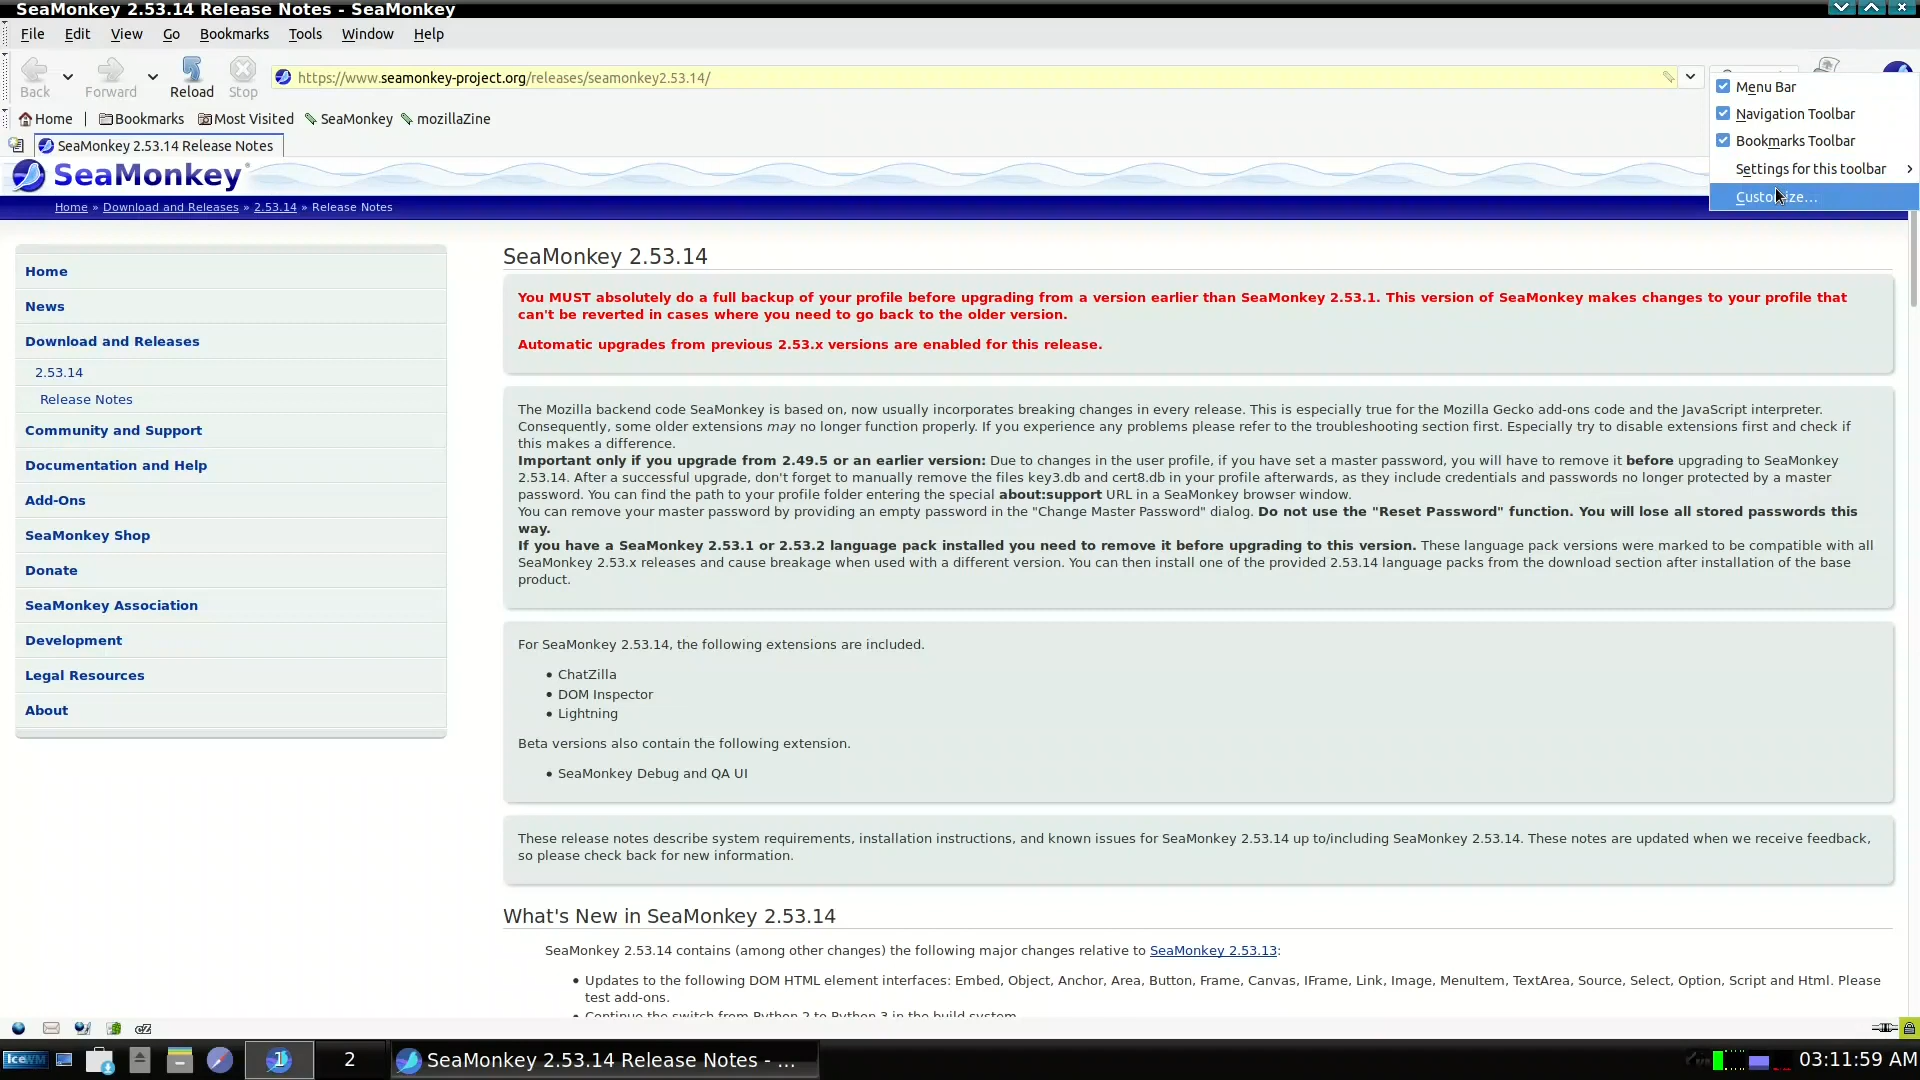 SeaMonkey 2.53.14 Release Notes - SeaMonkey
File Edit View Go Bookmarks Tools Window Help
Back Forward Reload Stop
https://www.seamonkey-project.org/releases/seamonkey2.53.14/
Menu Bar
Navigation Toolbar
Bookmarks Toolbar
Settings for this toolbar
Customize...
Home | Bookmarks Most Visited SeaMonkey mozillaZine
SeaMonkey 2.53.14 Release Notes
SeaMonkey
Home » Download and Releases » 2.53.14 » Release Notes
Home
News
Download and Releases
2.53.14
Release Notes
Community and Support
Documentation and Help
Add-Ons
SeaMonkey Shop
Donate
SeaMonkey Association
Development
Legal Resources
About
SeaMonkey 2.53.14
You MUST absolutely do a full backup of your profile before upgrading from a version earlier than SeaMonkey 2.53.1. This version of SeaMonkey makes changes to your profile that
can't be reverted in cases where you need to go back to the older version.
Automatic upgrades from previous 2.53.x versions are enabled for this release.
The Mozilla backend code SeaMonkey is based on, now usually incorporates breaking changes in every release. This is especially true for the Mozilla Gecko add-ons code and the JavaScript interpreter.
Consequently, some older extensions may no longer function properly. If you experience any problems please refer to the troubleshooting section first. Especially try to disable extensions first and check if
this makes a difference.
Important only if you upgrade from 2.49.5 or an earlier version: Due to changes in the user profile, if you have set a master password, you will have to remove it before upgrading to SeaMonkey
2.53.14. After a successful upgrade, don't forget to manually remove the files key3.db and cert8.db in your profile afterwards, as they include credentials and passwords no longer protected by a master
password. You can find the path to your profile folder entering the special about:support URL in a SeaMonkey browser window.
You can remove your master password by providing an empty password in the "Change Master Password" dialog. Do not use the "Reset Password" function. You will lose all stored passwords this
way.
If you have a SeaMonkey 2.53.1 or 2.53.2 language pack installed you need to remove it before upgrading to this version. These language pack versions were marked to be compatible with all
SeaMonkey 2.53.x releases and cause breakage when used with a different version. You can then install one of the provided 2.53.14 language packs from the download section after installation of the base
product.
For SeaMonkey 2.53.14, the following extensions are included.
• ChatZilla
• DOM Inspector
• Lightning
Beta versions also contain the following extension.
• SeaMonkey Debug and QA UI
These release notes describe system requirements, installation instructions, and known issues for SeaMonkey 2.53.14 up to/including SeaMonkey 2.53.14. These notes are updated when we receive feedback,
so please check back for new information.
What's New in SeaMonkey 2.53.14
SeaMonkey 2.53.14 contains (among other changes) the following major changes relative to SeaMonkey 2.53.13:
• Updates to the following DOM HTML element interfaces: Embed, Object, Anchor, Area, Button, Frame, Canvas, IFrame, Link, Image, MenuItem, TextArea, Source, Select, Option, Script and Html. Please
test add-ons.
• Continue the switch from Python 2 to Python 3 in the build system.
cZ
IceWM 1 2 SeaMonkey 2.53.14 Release Notes - ... 03:11:59 AM